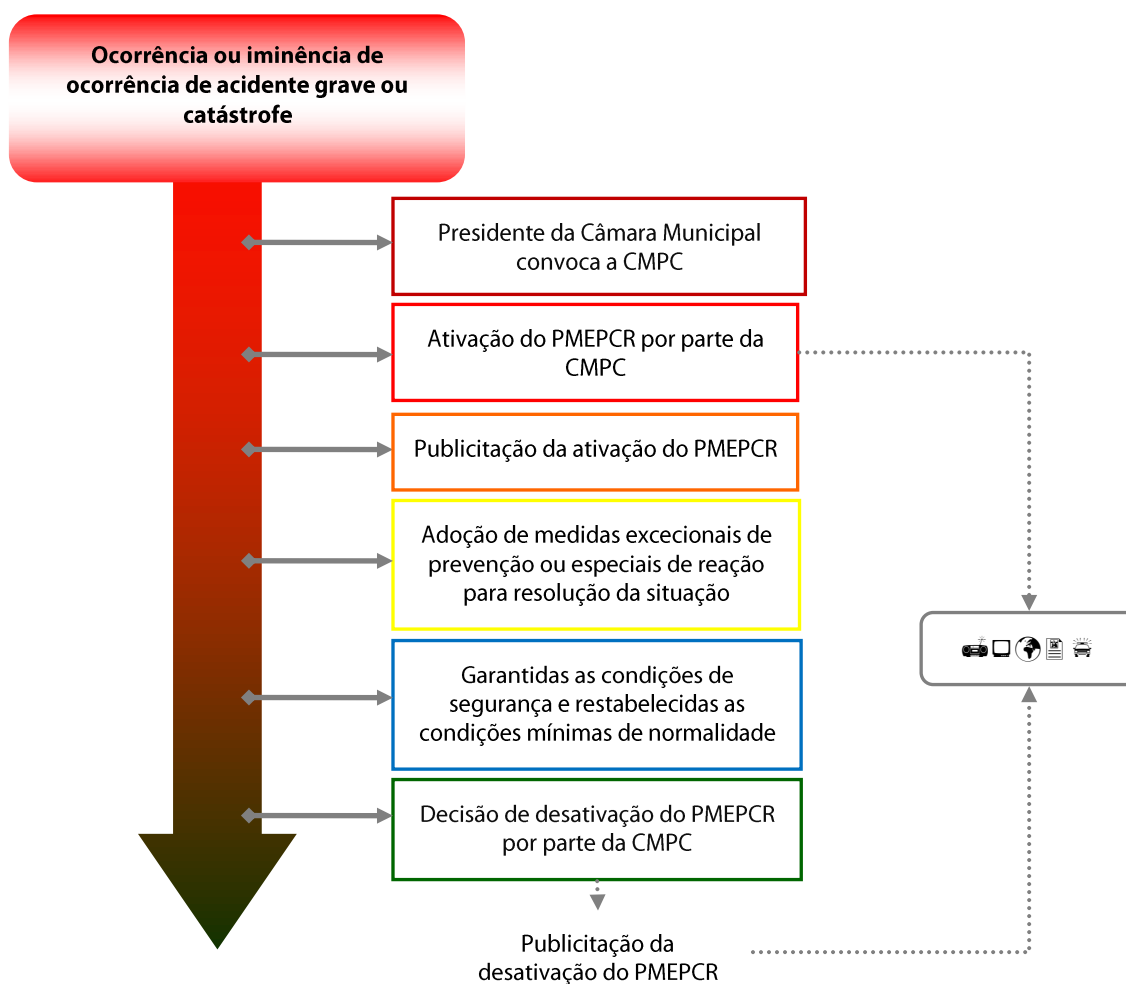 Ocorrência ou iminência de
ocorrência de acidente grave ou
catástrofe
Presidente da Câmara Municipal
convoca a CMPC
Ativação do PMEPCR por parte da
CMPC
Publicitação da ativação do PMEPCR
Adoção de medidas excecionais de
prevenção ou especiais de reação
para resolução da situação
Garantidas as condições de
segurança e restabelecidas as
condições mínimas de normalidade
Decisão de desativação do PMEPCR
por parte da CMPC
Publicitação da
desativação do PMEPCR